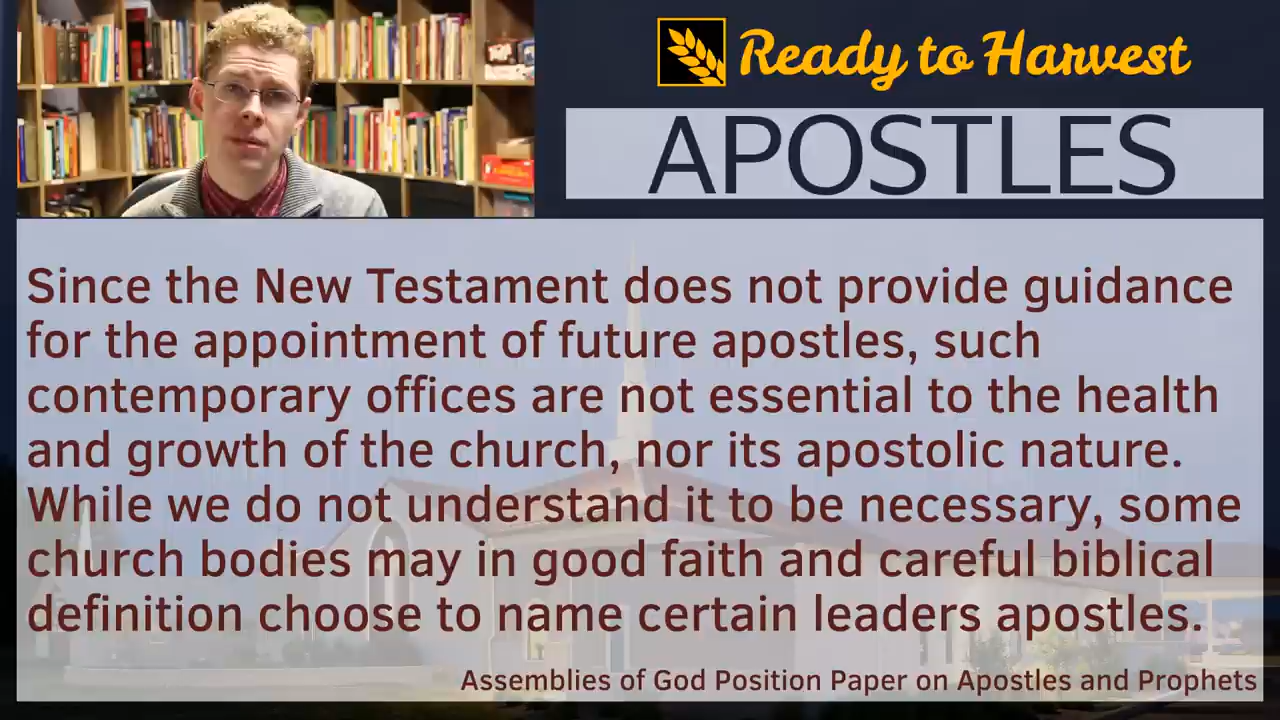 Ready to Harvest
APOSTLES
Since the New Testament does not provide guidance
for the appointment of future apostles, such
contemporary offices are not essential to the health
and growth of the church, nor its apostolic nature.
While we do not understand it to be necessary, some
church bodies may in good faith and careful biblical
definition choose to name certain leaders apostles.
Assemblies of God Position Paper on Apostles and Prophets